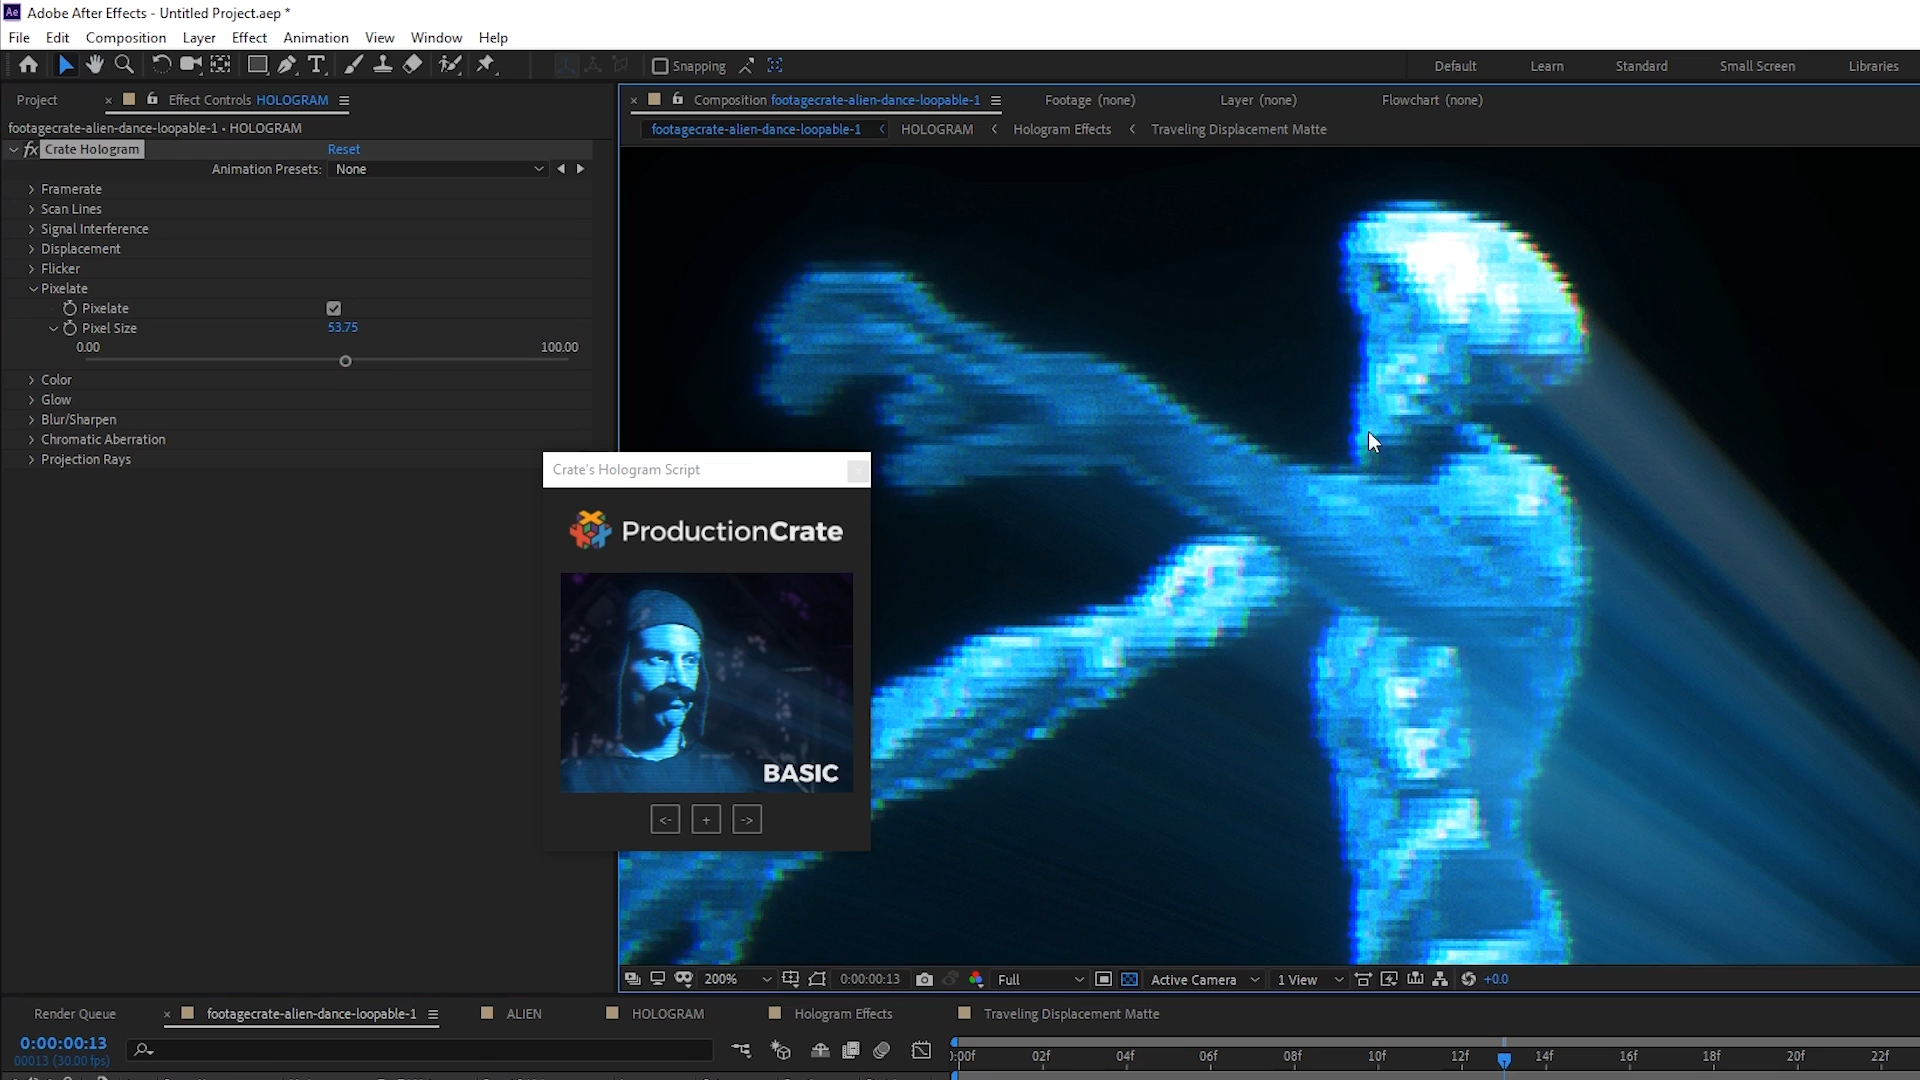 Ae Adobe After Effects - Untitled Project.aep *
File Edit Composition Layer Effect Animation View Window Help
Snapping Default Learn Standard Small Screen Libraries
Project × Effect Controls HOLOGRAM
footagecrate-alien-dance-loopable-1 • HOLOGRAM
fx Crate Hologram Reset
Animation Presets: None
Framerate
Scan Lines
Signal Interference
Displacement
Flicker
Pixelate
Pixelate
Pixel Size 53.75
0.00 100.00
Color
Glow
Blur/Sharpen
Chromatic Aberration
Projection Rays
× Composition footagecrate-alien-dance-loopable-1 Footage (none) Layer (none) Flowchart (none)
footagecrate-alien-dance-loopable-1 HOLOGRAM Hologram Effects Traveling Displacement Matte
Crate's Hologram Script
ProductionCrate
BASIC
<- + ->
200% 0:00:00:13 Full Active Camera 1 View +0.0
Render Queue × footagecrate-alien-dance-loopable-1 ALIEN HOLOGRAM Hologram Effects Traveling Displacement Matte
0:00:00:13
00013 (30.00 fps)
:00f 02f 04f 06f 08f 10f 12f 14f 16f 18f 20f 22f